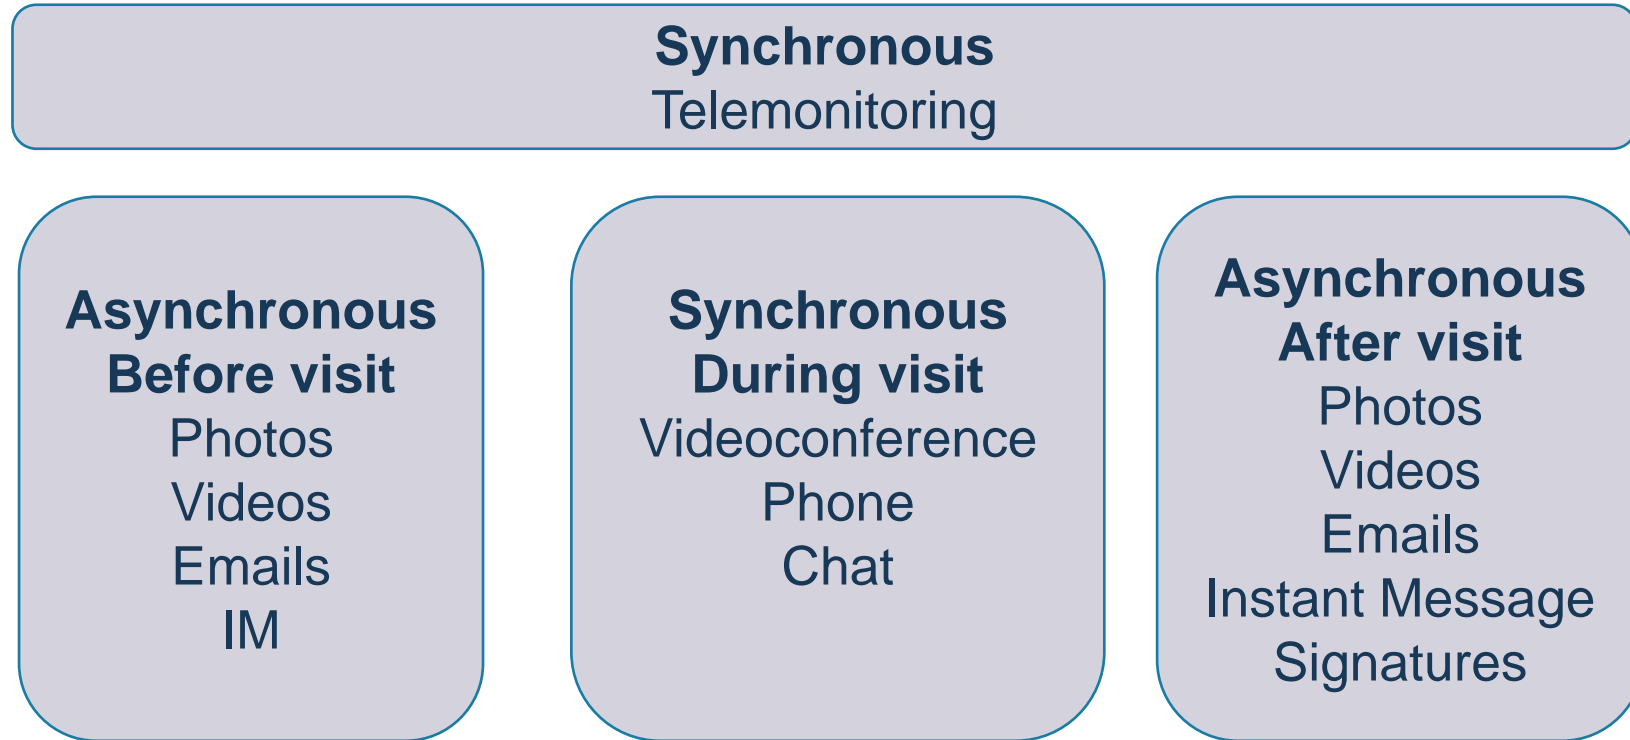 Synchronous
Telemonitoring
Asynchronous
Before visit
Photos
Videos
Emails
IM
Synchronous
During visit
Videoconference
Phone
Chat
Asynchronous
After visit
Photos
Videos
Emails
Instant Message
Signatures